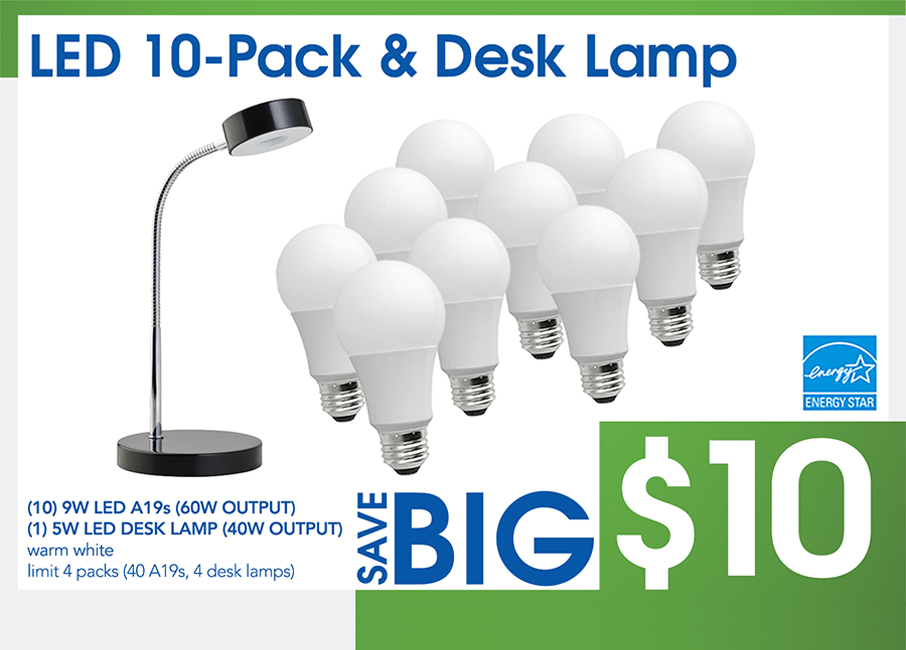 LED 10-Pack & Desk Lamp
energy
ENERGY STAR
(10) 9W LED A19s (60W OUTPUT)
(1) 5W LED DESK LAMP (40W OUTPUT)
warm white
limit 4 packs (40 A19s, 4 desk lamps)
SAVE
BIG
$10